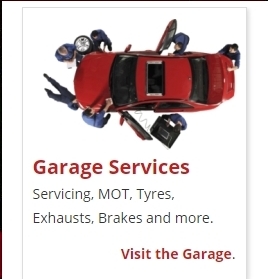 Garage Services
Servicing, MOT, Tyres,
Exhausts, Brakes and more.
Visit the Garage.